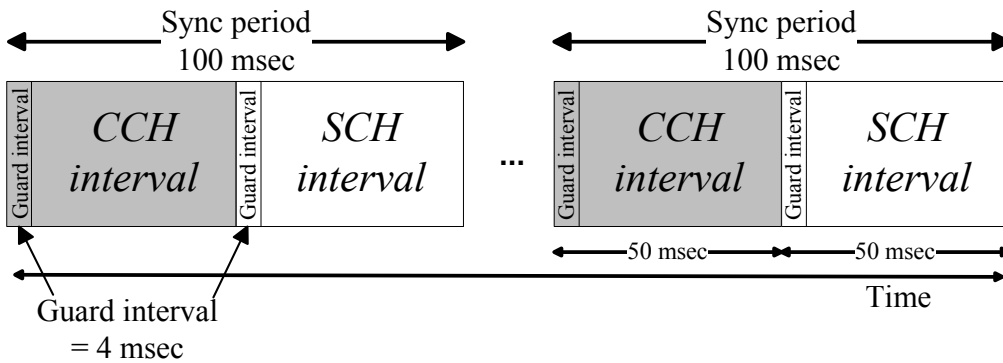 Sync period
100 msec
Sync period
100 msec
Guard interval
CCH
interval
Guard interval
SCH
interval
...
Guard interval
CCH
interval
Guard interval
SCH
interval
50 msec
50 msec
Time
Guard interval
= 4 msec